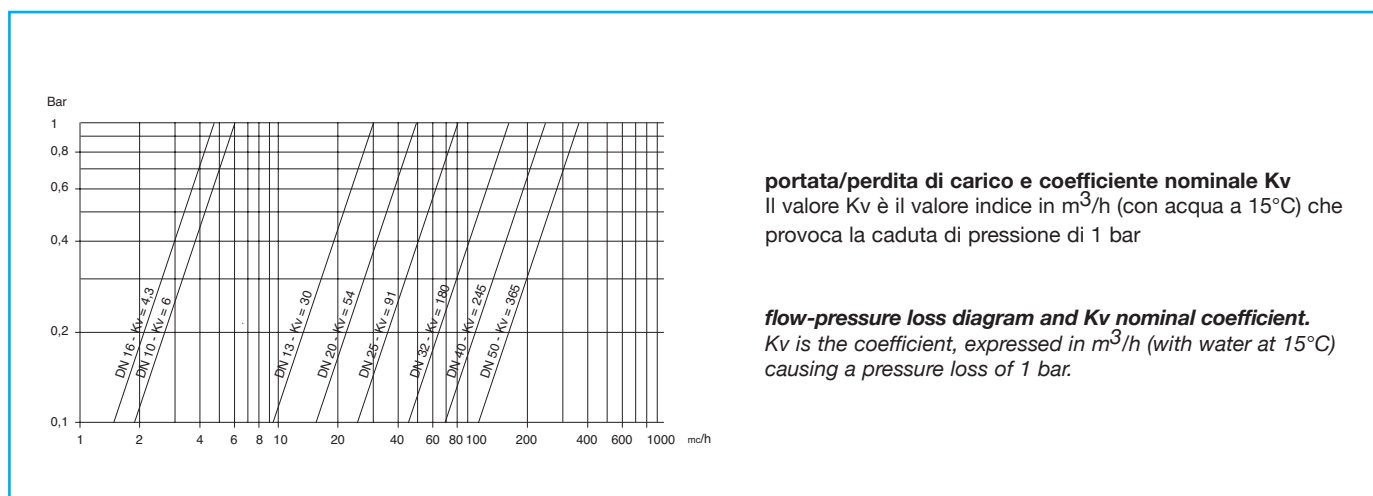 Bar
1
0,8
0,6
0,4
0,2
0,1
DN 16 - Kv = 4,3
DN 10 - Kv = 6
DN 13 - Kv = 30
DN 20 - Kv = 54
DN 25 - Kv = 91
DN 32 - Kv = 180
DN 40 - Kv = 245
DN 50 - Kv = 365
1 2 4 6 8 10 20 40 60 80 100 200 400 600 1000 mc/h
portata/perdita di carico e coefficiente nominale Kv
Il valore Kv è il valore indice in m³/h (con acqua a 15°C) che
provoca la caduta di pressione di 1 bar
flow-pressure loss diagram and Kv nominal coefficient.
Kv is the coefficient, expressed in m³/h (with water at 15°C)
causing a pressure loss of 1 bar.